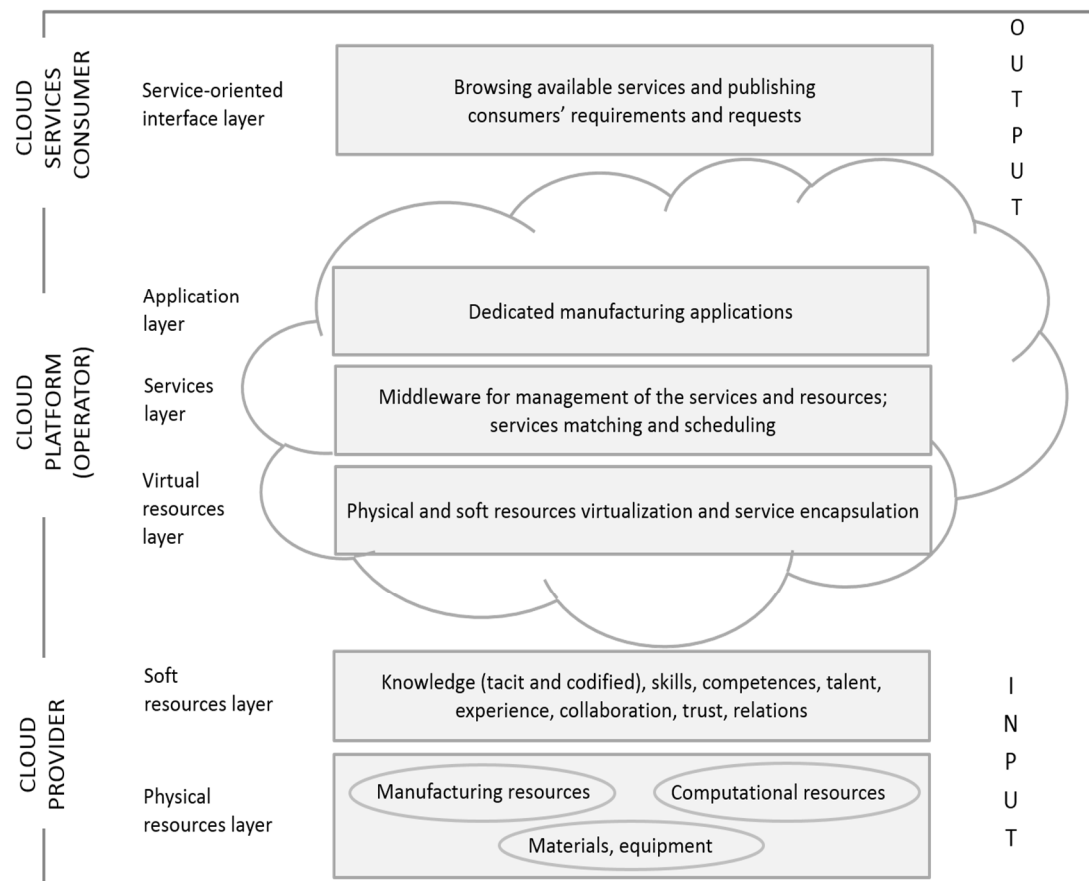 CLOUD
SERVICES
CONSUMER
Service-oriented
interface layer
Browsing available services and publishing
consumers’ requirements and requests
OUTPUT
CLOUD
PLATFORM
(OPERATOR)
Application
layer
Dedicated manufacturing applications
Services
layer
Middleware for management of the services and resources;
services matching and scheduling
Virtual
resources
layer
Physical and soft resources virtualization and service encapsulation
CLOUD
PROVIDER
Soft
resources layer
Knowledge (tacit and codified), skills, competences, talent,
experience, collaboration, trust, relations
Physical
resources layer
Manufacturing resources
Computational resources
Materials, equipment
INPUT